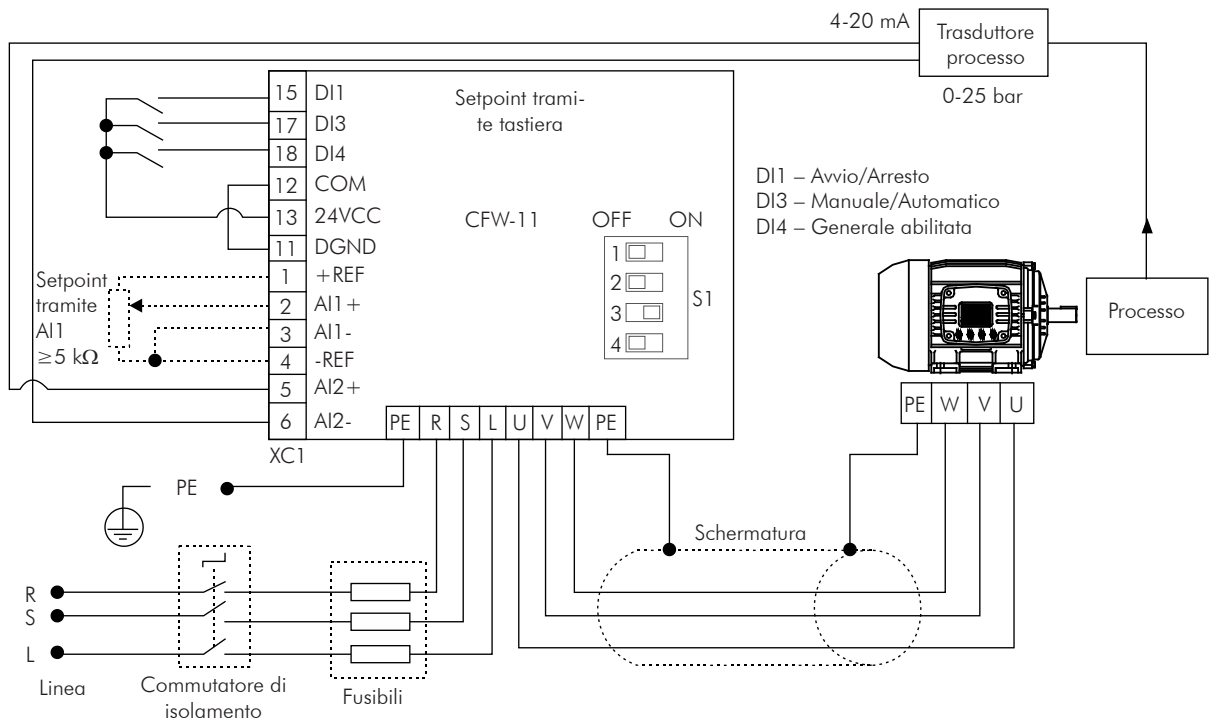 4-20 mA
Trasduttore
processo
0-25 bar
15 DI1
17 DI3
18 DI4
12 COM
13 24VCC
11 DGND
1 +REF
2 AI1+
3 AI1-
4 -REF
5 AI2+
6 AI2-
XC1
Setpoint trami-
te tastiera
CFW-11
OFF ON
1
2
3
4
S1
DI1 – Avvio/Arresto
DI3 – Manuale/Automatico
DI4 – Generale abilitata
Setpoint
tramite
AI1
≥5 kΩ
Processo
PE R S L U V W PE
PE W V U
PE
Schermatura
R
S
L
Linea
Commutatore di
isolamento
Fusibili